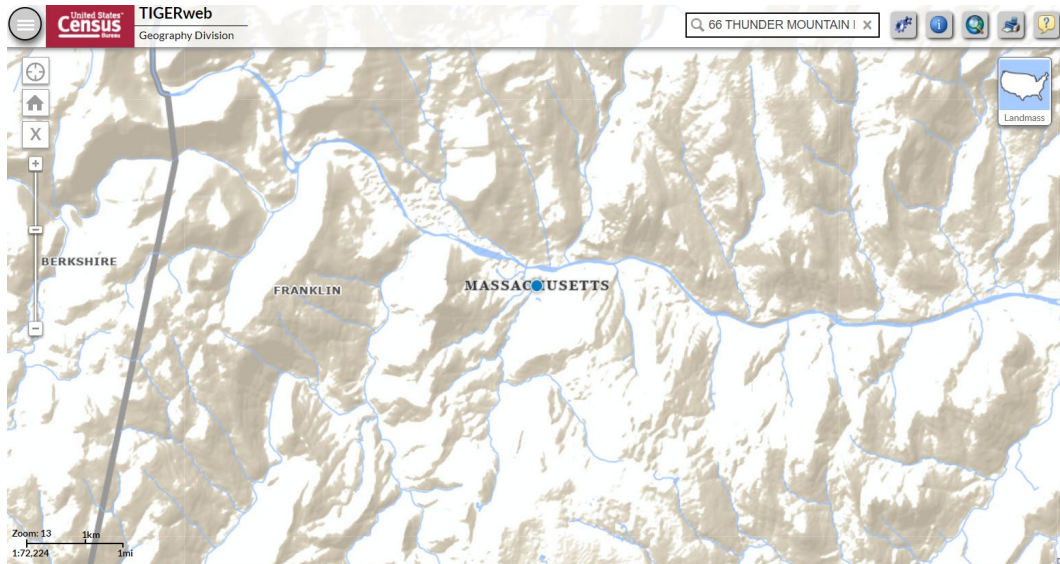 United States®
Census
Bureau
TIGERweb
Geography Division
66 THUNDER MOUNTAIN
X
Landmass
BERKSHIRE
FRANKLIN
MASSACHUSETTS
Zoom: 13
1km
1:72,224
1mi